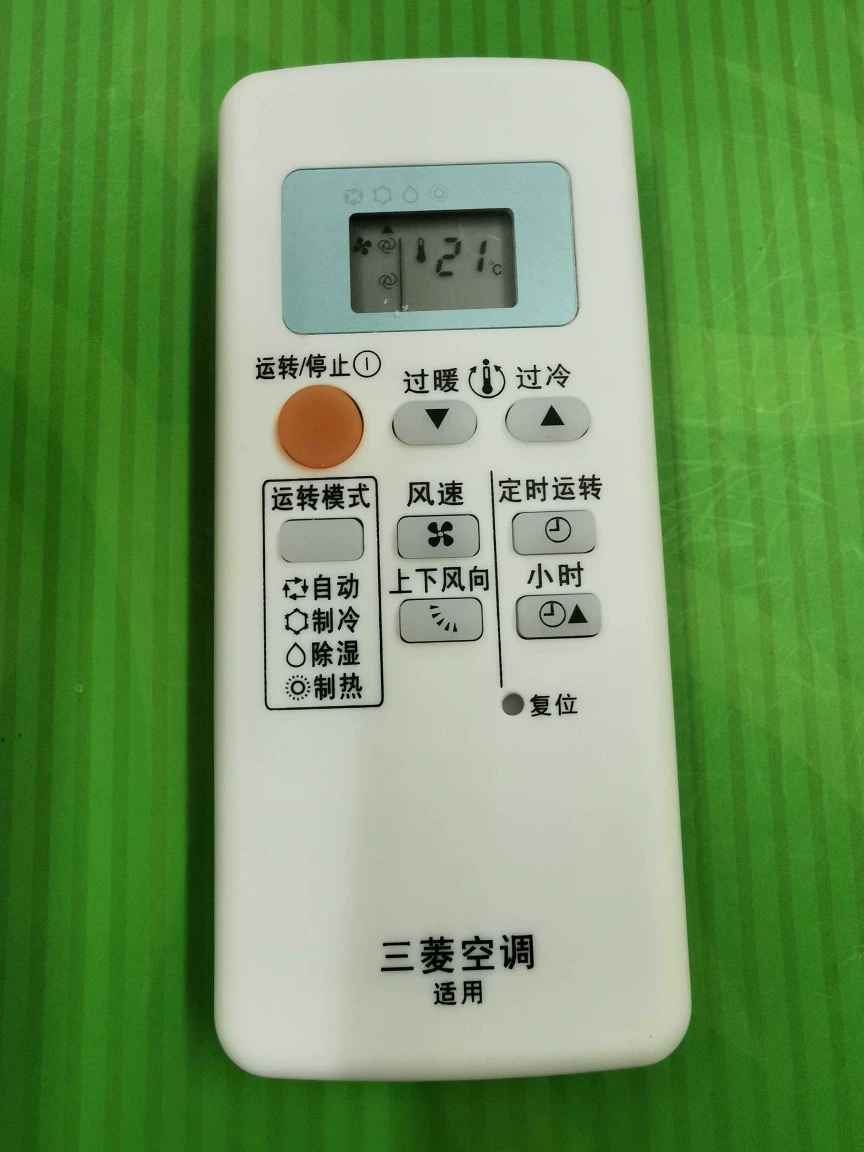 21℃
运转/停止
过暖 过冷
运转模式
自动
制冷
除湿
制热
风速
上下风向
定时运转
小时
复位
三菱空调
适用